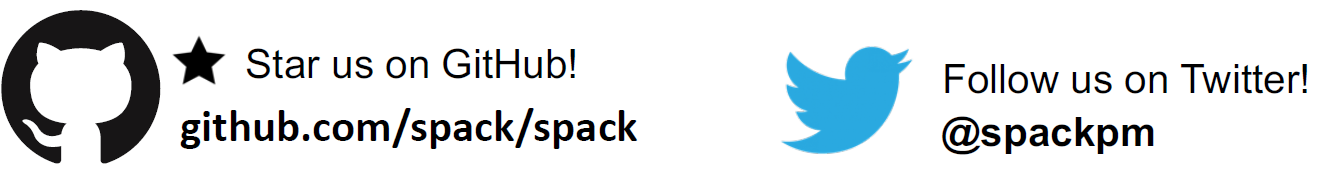 Star us on GitHub!
github.com/spack/spack
Follow us on Twitter!
@spackpm